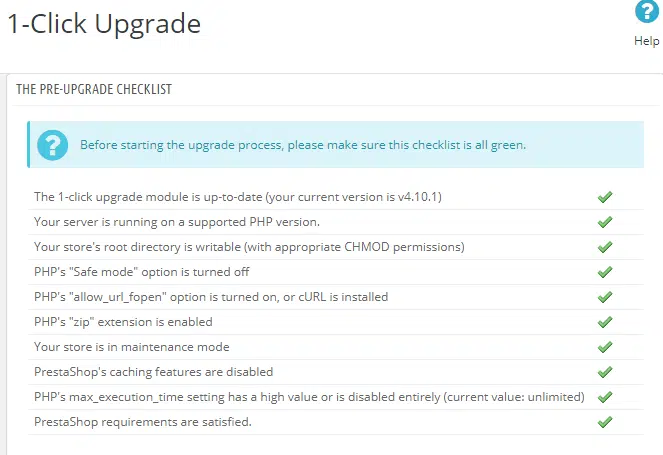 1-Click Upgrade
?
Help
THE PRE-UPGRADE CHECKLIST
? Before starting the upgrade process, please make sure this checklist is all green.
The 1-click upgrade module is up-to-date (your current version is v4.10.1)
Your server is running on a supported PHP version.
Your store's root directory is writable (with appropriate CHMOD permissions)
PHP's "Safe mode" option is turned off
PHP's "allow_url_fopen" option is turned on, or cURL is installed
PHP's "zip" extension is enabled
Your store is in maintenance mode
PrestaShop's caching features are disabled
PHP's max_execution_time setting has a high value or is disabled entirely (current value: unlimited)
PrestaShop requirements are satisfied.